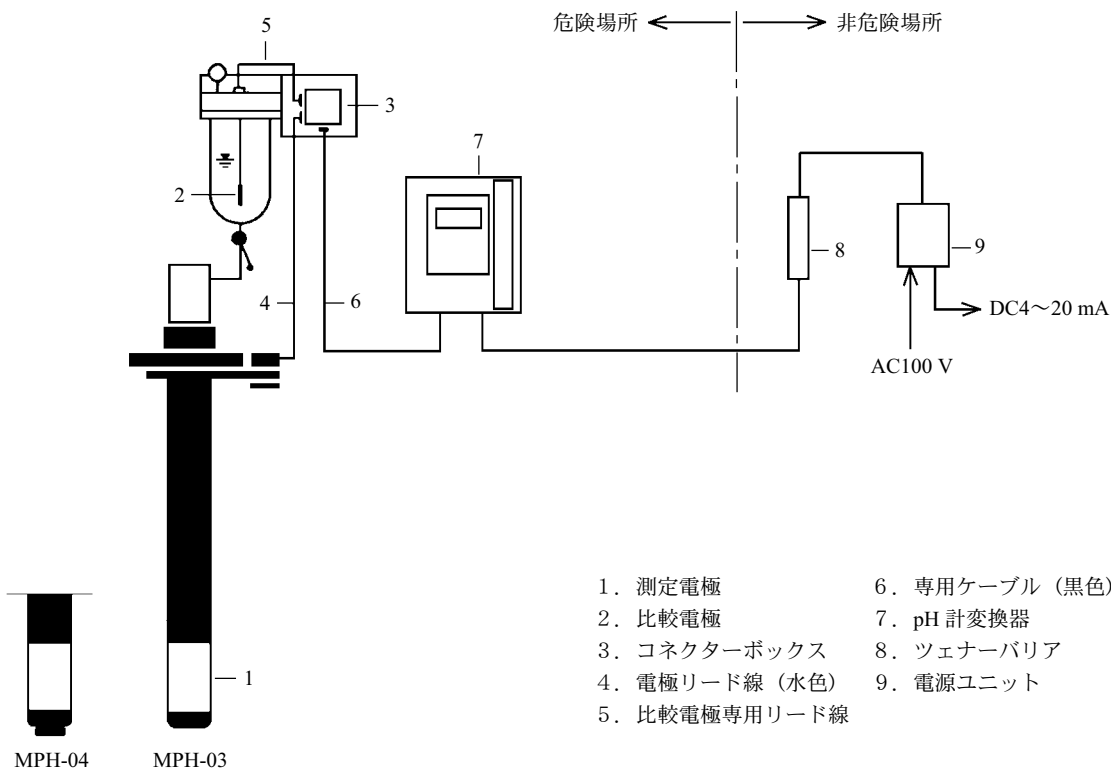 危険場所 非危険場所
5
3
7
2
8
9
4
6
DC4～20 mA
AC100 V
1
MPH-04
MPH-03
1．測定電極
2．比較電極
3．コネクターボックス
4．電極リード線（水色）
5．比較電極専用リード線
6．専用ケーブル（黒色）
7．pH 計変換器
8．ツェナーバリア
9．電源ユニット